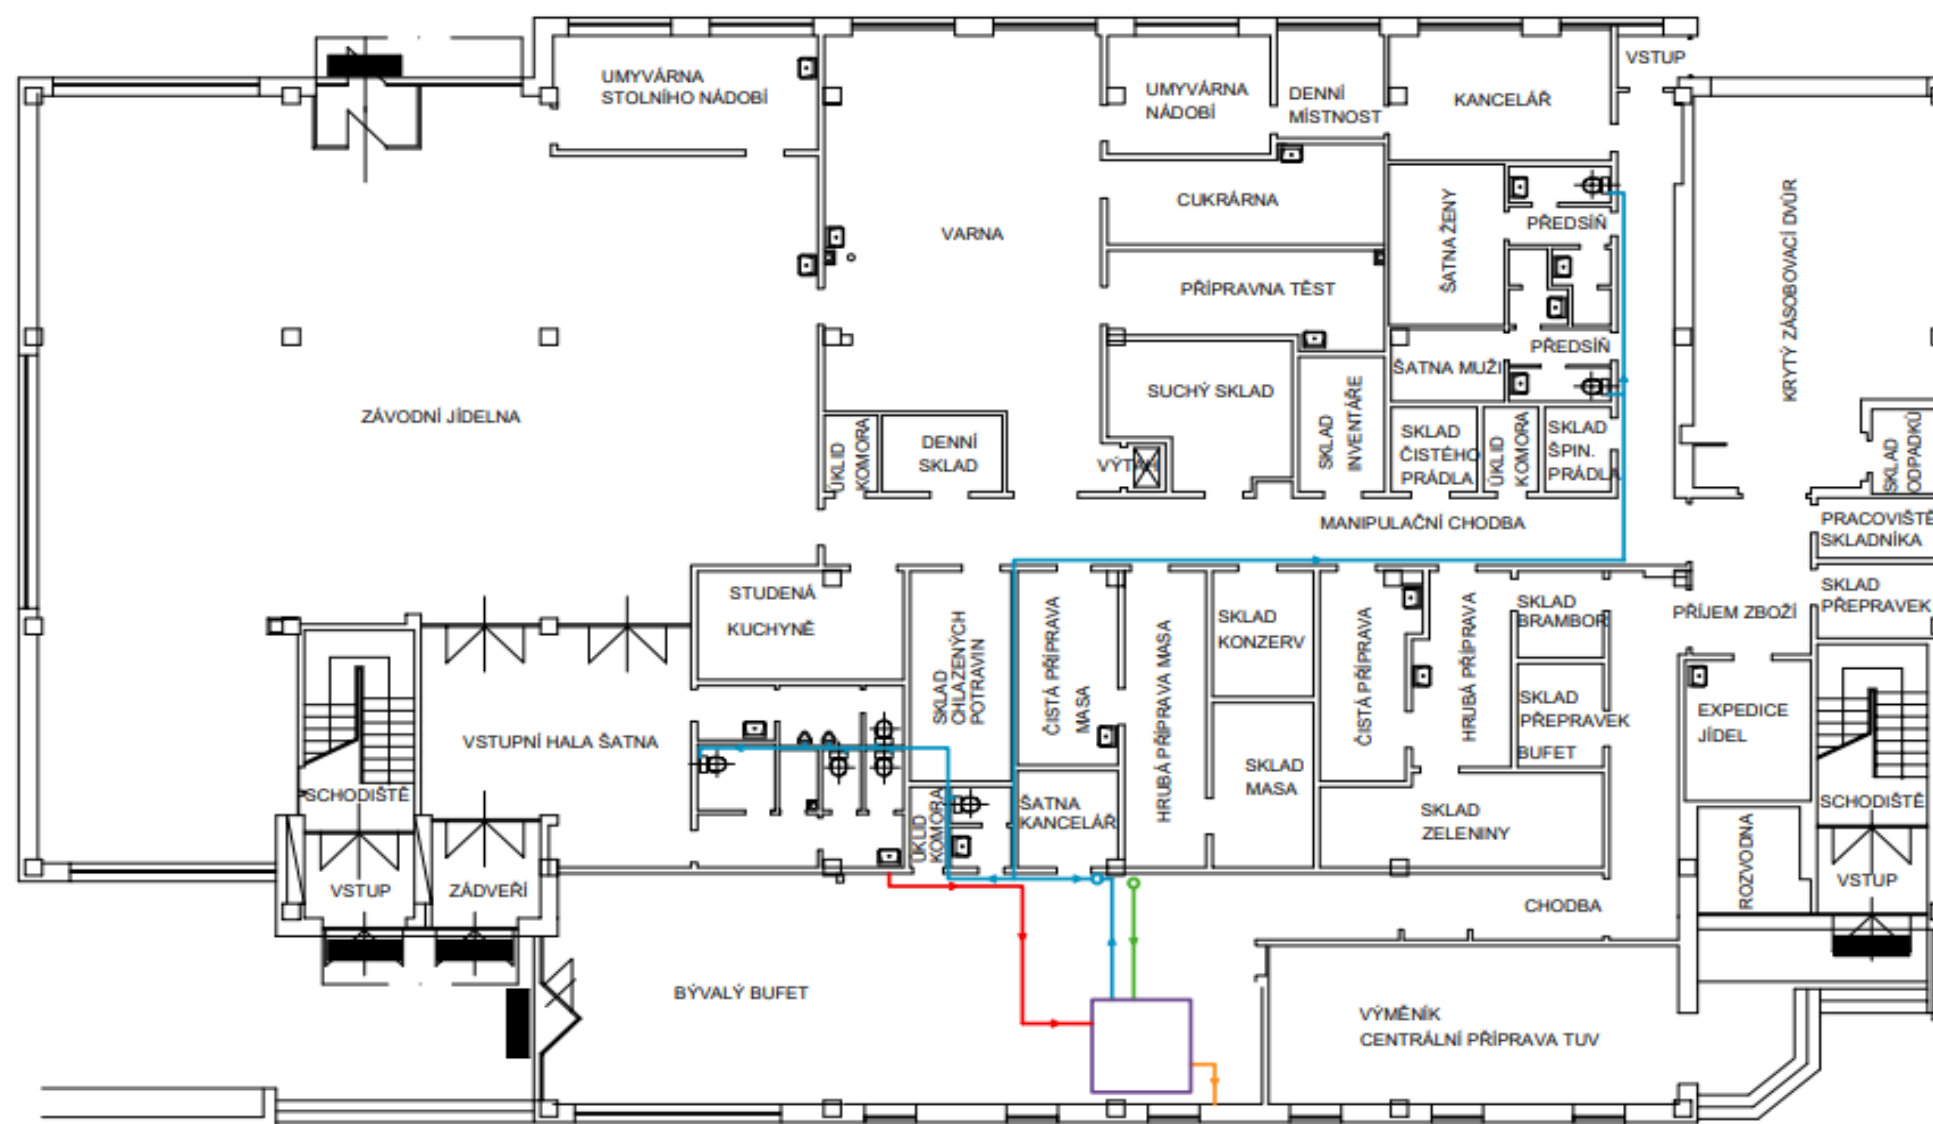 VSTUP
UMYVÁRNA
STOLNÍHO NÁDOBÍ
UMYVÁRNA
NÁDOBÍ
DENNÍ
MÍSTNOST
KANCELÁŘ
CUKRÁRNA
VARNA
ŠATNA ŽENY
PŘEDSÍŇ
KRYTÝ ZÁSOBOVACÍ DVŮR
PŘÍPRAVNA TĚST
PŘEDSÍŇ
ŠATNA MUŽI
SUCHÝ SKLAD
ZÁVODNÍ JÍDELNA
SKLAD
INVENTÁŘE
ÚKLID
KOMORA
DENNÍ
SKLAD
VÝTAH
SKLAD
ČISTÉHO
PRÁDLA
ÚKLID
KOMORA
SKLAD
ŠPIN.
PRÁDLA
SKLAD
ODPADKŮ
MANIPULAČNÍ CHODBA
PRACOVIŠTĚ
SKLADNÍKA
SKLAD
PŘEPRAVEK
STUDENÁ
KUCHYNĚ
SKLAD
CHLAZENÝCH
POTRAVIN
ČISTÁ PŘÍPRAVA
MASA
HRUBÁ PŘÍPRAVA MASA
SKLAD
KONZERV
ČISTÁ PŘÍPRAVA
HRUBÁ PŘÍPRAVA
SKLAD
BRAMBOR
PŘÍJEM ZBOŽÍ
SKLAD
PŘEPRAVEK
BUFET
EXPEDICE
JÍDEL
VSTUPNÍ HALA ŠATNA
SKLAD
MASA
SCHODIŠTĚ
ÚKLID
KOMORA
ŠATNA
KANCELÁŘ
SKLAD
ZELENINY
SCHODIŠTĚ
ROZVODNA
VSTUP
ZÁDVEŘÍ
VSTUP
CHODBA
BÝVALÝ BUFET
VÝMĚNÍK
CENTRÁLNÍ PŘÍPRAVA TUV